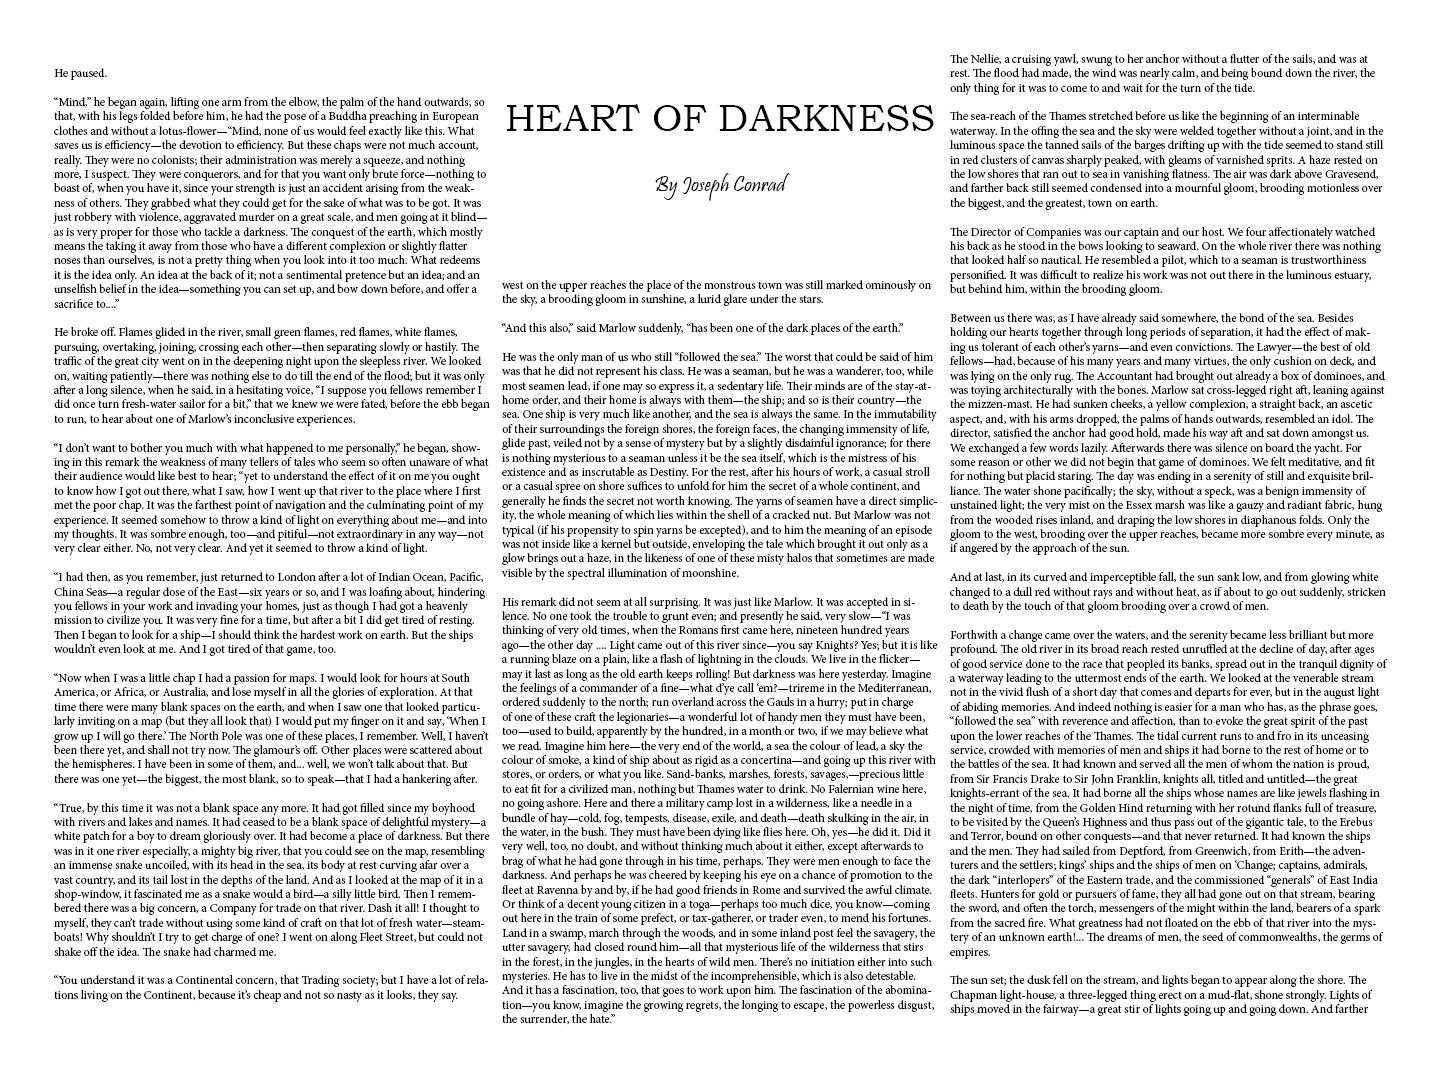 HEART OF DARKNESS
By Joseph Conrad
The Nellie, a cruising yawl, swung to her anchor without a flutter of the sails, and was at
rest. The flood had made, the wind was nearly calm, and being bound down the river, the
only thing for it was to come to and wait for the turn of the tide.
The sea-reach of the Thames stretched before us like the beginning of an interminable
waterway. In the offing the sea and the sky were welded together without a joint, and in the
luminous space the tanned sails of the barges drifting up with the tide seemed to stand still
in red clusters of canvas sharply peaked, with gleams of varnished sprits. A haze rested on
the low shores that ran out to sea in vanishing flatness. The air was dark above Gravesend,
and farther back still seemed condensed into a mournful gloom, brooding motionless over
the biggest, and the greatest, town on earth.
The Director of Companies was our captain and our host. We four affectionately watched
his back as he stood in the bows looking to seaward. On the whole river there was nothing
that looked half so nautical. He resembled a pilot, which to a seaman is trustworthiness
personified. It was difficult to realize his work was not out there in the luminous estuary,
but behind him, within the brooding gloom.
Between us there was, as I have already said somewhere, the bond of the sea. Besides
holding our hearts together through long periods of separation, it had the effect of mak-
ing us tolerant of each other's yarns—and even convictions. The Lawyer—the best of old
fellows—had, because of his many years and many virtues, the only cushion on deck, and
was lying on the only rug. The Accountant had brought out already a box of dominoes, and
was toying architecturally with the bones. Marlow sat cross-legged right aft, leaning against
the mizzen-mast. He had sunken cheeks, a yellow complexion, a straight back, an ascetic
aspect, and, with his arms dropped, the palms of hands outwards, resembled an idol. The
director, satisfied the anchor had good hold, made his way aft and sat down amongst us.
We exchanged a few words lazily. Afterwards there was silence on board the yacht. For
some reason or other we did not begin that game of dominoes. We felt meditative, and fit
for nothing but placid staring. The day was ending in a serenity of still and exquisite bril-
liance. The water shone pacifically; the sky, without a speck, was a benign immensity of
unstained light; the very mist on the Essex marsh was like a gauzy and radiant fabric, hung
from the wooded rises inland, and draping the low shores in diaphanous folds. Only the
gloom to the west, brooding over the upper reaches, became more sombre every minute, as
if angered by the approach of the sun.
And at last, in its curved and imperceptible fall, the sun sank low, and from glowing white
changed to a dull red without rays and without heat, as if about to go out suddenly, stricken
to death by the touch of that gloom brooding over a crowd of men.
Forthwith a change came over the waters, and the serenity became less brilliant but more
profound. The old river in its broad reach rested unruffled at the decline of day, after ages
of good service done to the race that peopled its banks, spread out in the tranquil dignity of
a waterway leading to the uttermost ends of the earth. We looked at the venerable stream
not in the vivid flush of a short day that comes and departs for ever, but in the august light
of abiding memories. And indeed nothing is easier for a man who has, as the phrase goes,
“followed the sea” with reverence and affection, than to evoke the great spirit of the past
upon the lower reaches of the Thames. The tidal current runs to and fro in its unceasing
service, crowded with memories of men and ships it had borne to the rest of home or to
the battles of the sea. It had known and served all the men of whom the nation is proud,
from Sir Francis Drake to Sir John Franklin, knights all, titled and untitled—the great
knights-errant of the sea. It had borne all the ships whose names are like jewels flashing in
the night of time, from the Golden Hind returning with her rotund flanks full of treasure,
to be visited by the Queen's Highness and thus pass out of the gigantic tale, to the Erebus
and Terror, bound on other conquests—and that never returned. It had known the ships
and the men. They had sailed from Deptford, from Greenwich, from Erith—the adven-
turers and the settlers; kings' ships and the ships of men on 'Change; captains, admirals,
the dark “interlopers” of the Eastern trade, and the commissioned “generals” of East India
fleets. Hunters for gold or pursuers of fame, they all had gone out on that stream, bearing
the sword, and often the torch, messengers of the might within the land, bearers of a spark
from the sacred fire. What greatness had not floated on the ebb of that river into the mys-
tery of an unknown earth!... The dreams of men, the seed of commonwealths, the germs of
empires.
The sun set; the dusk fell on the stream, and lights began to appear along the shore. The
Chapman light-house, a three-legged thing erect on a mud-flat, shone strongly. Lights of
ships moved in the fairway—a great stir of lights going up and going down. And farther
west on the upper reaches the place of the monstrous town was still marked ominously on
the sky, a brooding gloom in sunshine, a lurid glare under the stars.
“And this also,” said Marlow suddenly, “has been one of the dark places of the earth.”
He was the only man of us who still “followed the sea.” The worst that could be said of him
was that he did not represent his class. He was a seaman, but he was a wanderer, too, while
most seamen lead, if one may so express it, a sedentary life. Their minds are of the stay-at-
home order, and their home is always with them—the ship; and so is their country—the
sea. One ship is very much like another, and the sea is always the same. In the immutability
of their surroundings the foreign shores, the foreign faces, the changing immensity of life,
glide past, veiled not by a sense of mystery but by a slightly disdainful ignorance; for there
is nothing mysterious to a seaman unless it be the sea itself, which is the mistress of his
existence and as inscrutable as Destiny. For the rest, after his hours of work, a casual stroll
or a casual spree on shore suffices to unfold for him the secret of a whole continent, and
generally he finds the secret not worth knowing. The yarns of seamen have a direct simplic-
ity, the whole meaning of which lies within the shell of a cracked nut. But Marlow was not
typical (if his propensity to spin yarns be excepted), and to him the meaning of an episode
was not inside like a kernel but outside, enveloping the tale which brought it out only as a
glow brings out a haze, in the likeness of one of these misty halos that sometimes are made
visible by the spectral illumination of moonshine.
His remark did not seem at all surprising. It was just like Marlow. It was accepted in si-
lence. No one took the trouble to grunt even; and presently he said, very slow—“I was
thinking of very old times, when the Romans first came here, nineteen hundred years
ago—the other day .... Light came out of this river since—you say Knights? Yes; but it is like
a running blaze on a plain, like a flash of lightning in the clouds. We live in the flicker—
may it last as long as the old earth keeps rolling! But darkness was here yesterday. Imagine
the feelings of a commander of a fine—what d'ye call 'em?—trireme in the Mediterranean,
ordered suddenly to the north; run overland across the Gauls in a hurry; put in charge
of one of these craft the legionaries—a wonderful lot of handy men they must have been,
too—used to build, apparently by the hundred, in a month or two, if we may believe what
we read. Imagine him here—the very end of the world, a sea the colour of lead, a sky the
colour of smoke, a kind of ship about as rigid as a concertina—and going up this river with
stores, or orders, or what you like. Sand-banks, marshes, forests, savages,—precious little
to eat fit for a civilized man, nothing but Thames water to drink. No Falernian wine here,
no going ashore. Here and there a military camp lost in a wilderness, like a needle in a
bundle of hay—cold, fog, tempests, disease, exile, and death—death skulking in the air, in
the water, in the bush. They must have been dying like flies here. Oh, yes—he did it. Did it
very well, too, no doubt, and without thinking much about it either, except afterwards to
brag of what he had gone through in his time, perhaps. They were men enough to face the
darkness. And perhaps he was cheered by keeping his eye on a chance of promotion to the
fleet at Ravenna by and by, if he had good friends in Rome and survived the awful climate.
Or think of a decent young citizen in a toga—perhaps too much dice, you know—coming
out here in the train of some prefect, or tax-gatherer, or trader even, to mend his fortunes.
Land in a swamp, march through the woods, and in some inland post feel the savagery, the
utter savagery, had closed round him—all that mysterious life of the wilderness that stirs
in the forest, in the jungles, in the hearts of wild men. There's no initiation either into such
mysteries. He has to live in the midst of the incomprehensible, which is also detestable.
And it has a fascination, too, that goes to work upon him. The fascination of the abomina-
tion—you know, imagine the growing regrets, the longing to escape, the powerless disgust,
the surrender, the hate.”
He paused.
“Mind,” he began again, lifting one arm from the elbow, the palm of the hand outwards, so
that, with his legs folded before him, he had the pose of a Buddha preaching in European
clothes and without a lotus-flower—“Mind, none of us would feel exactly like this. What
saves us is efficiency—the devotion to efficiency. But these chaps were not much account,
really. They were no colonists; their administration was merely a squeeze, and nothing
more, I suspect. They were conquerors, and for that you want only brute force—nothing to
boast of, when you have it, since your strength is just an accident arising from the weak-
ness of others. They grabbed what they could get for the sake of what was to be got. It was
just robbery with violence, aggravated murder on a great scale, and men going at it blind—
as is very proper for those who tackle a darkness. The conquest of the earth, which mostly
means the taking it away from those who have a different complexion or slightly flatter
noses than ourselves, is not a pretty thing when you look into it too much. What redeems
it is the idea only. An idea at the back of it; not a sentimental pretence but an idea; and an
unselfish belief in the idea—something you can set up, and bow down before, and offer a
sacrifice to....”
He broke off. Flames glided in the river, small green flames, red flames, white flames,
pursuing, overtaking, joining, crossing each other—then separating slowly or hastily. The
traffic of the great city went on in the deepening night upon the sleepless river. We looked
on, waiting patiently—there was nothing else to do till the end of the flood; but it was only
after a long silence, when he said, in a hesitating voice, “I suppose you fellows remember I
did once turn fresh-water sailor for a bit,” that we knew we were fated, before the ebb began
to run, to hear about one of Marlow's inconclusive experiences.
“I don't want to bother you much with what happened to me personally,” he began, show-
ing in this remark the weakness of many tellers of tales who seem so often unaware of what
their audience would like best to hear; “yet to understand the effect of it on me you ought
to know how I got out there, what I saw, how I went up that river to the place where I first
met the poor chap. It was the farthest point of navigation and the culminating point of my
experience. It seemed somehow to throw a kind of light on everything about me—and into
my thoughts. It was sombre enough, too—and pitiful—not extraordinary in any way—not
very clear either. No, not very clear. And yet it seemed to throw a kind of light.
“I had then, as you remember, just returned to London after a lot of Indian Ocean, Pacific,
China Seas—a regular dose of the East—six years or so, and I was loafing about, hindering
you fellows in your work and invading your homes, just as though I had got a heavenly
mission to civilize you. It was very fine for a time, but after a bit I did get tired of resting.
Then I began to look for a ship—I should think the hardest work on earth. But the ships
wouldn't even look at me. And I got tired of that game, too.
“Now when I was a little chap I had a passion for maps. I would look for hours at South
America, or Africa, or Australia, and lose myself in all the glories of exploration. At that
time there were many blank spaces on the earth, and when I saw one that looked particu-
larly inviting on a map (but they all look that) I would put my finger on it and say, ‘When I
grow up I will go there.’ The North Pole was one of these places, I remember. Well, I haven't
been there yet, and shall not try now. The glamour's off. Other places were scattered about
the hemispheres. I have been in some of them, and... well, we won't talk about that. But
there was one yet—the biggest, the most blank, so to speak—that I had a hankering after.
“True, by this time it was not a blank space any more. It had got filled since my boyhood
with rivers and lakes and names. It had ceased to be a blank space of delightful mystery—a
white patch for a boy to dream gloriously over. It had become a place of darkness. But there
was in it one river especially, a mighty big river, that you could see on the map, resembling
an immense snake uncoiled, with its head in the sea, its body at rest curving afar over a
vast country, and its tail lost in the depths of the land. And as I looked at the map of it in a
shop-window, it fascinated me as a snake would a bird—a silly little bird. Then I remem-
bered there was a big concern, a Company for trade on that river. Dash it all! I thought to
myself, they can't trade without using some kind of craft on that lot of fresh water—steam-
boats! Why shouldn't I try to get charge of one? I went on along Fleet Street, but could not
shake off the idea. The snake had charmed me.
“You understand it was a Continental concern, that Trading society; but I have a lot of rela-
tions living on the Continent, because it's cheap and not so nasty as it looks, they say.